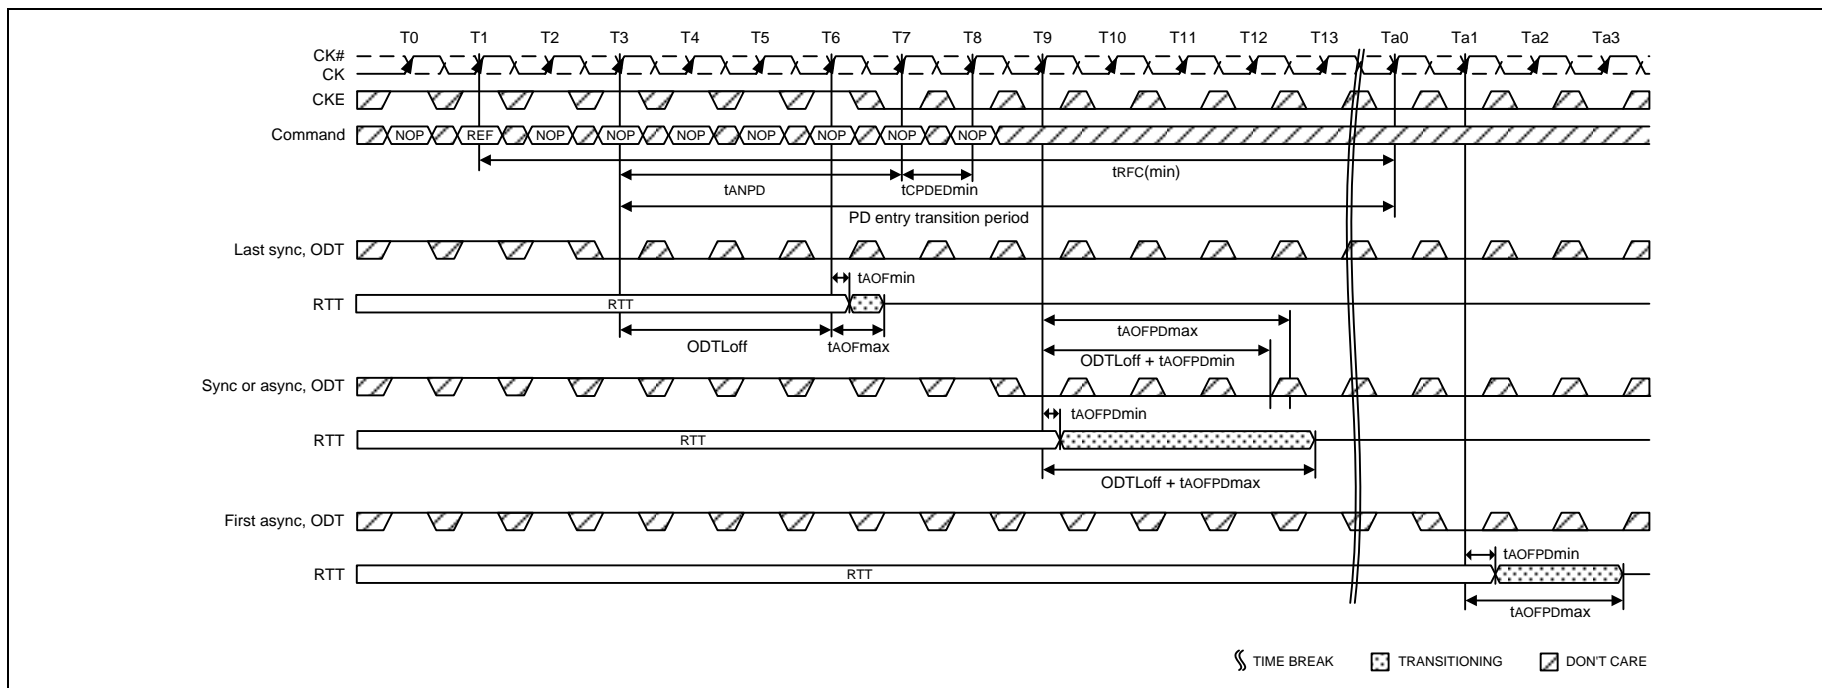 T0 T1 T2 T3 T4 T5 T6 T7 T8 T9 T10 T11 T12 T13 Ta0 Ta1 Ta2 Ta3
CK#
CK
CKE
Command NOP REF NOP NOP NOP NOP NOP NOP NOP
tRFC(min)
tANPD tCPDEDmin
PD entry transition period
Last sync, ODT
tAOFmin
RTT RTT
tAOFPDmax
ODTLoff tAOFmax
ODTLoff + tAOFPDmin
Sync or async, ODT
tAOFPDmin
RTT RTT
ODTLoff + tAOFPDmax
First async, ODT
tAOFPDmin
RTT RTT
tAOFPDmax
TIME BREAK TRANSITIONING DON'T CARE